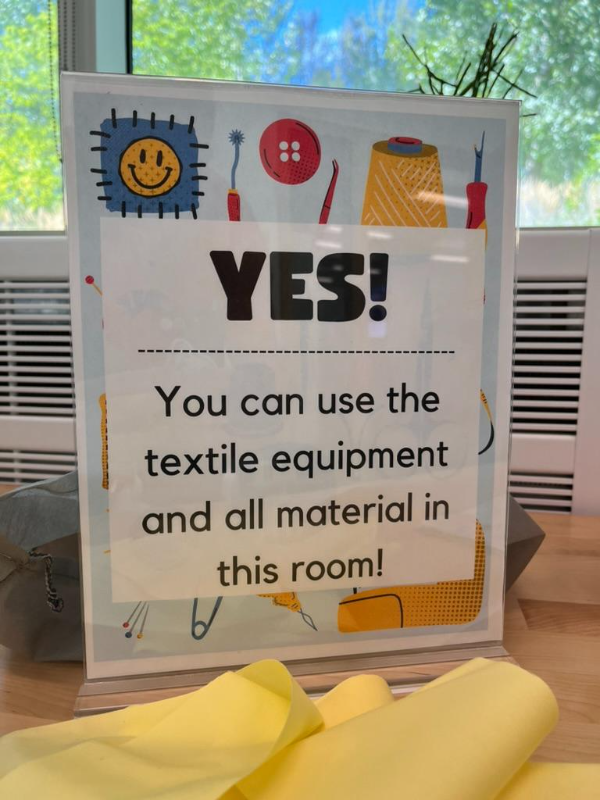 YES!
You can use the
textile equipment
and all material in
this room!